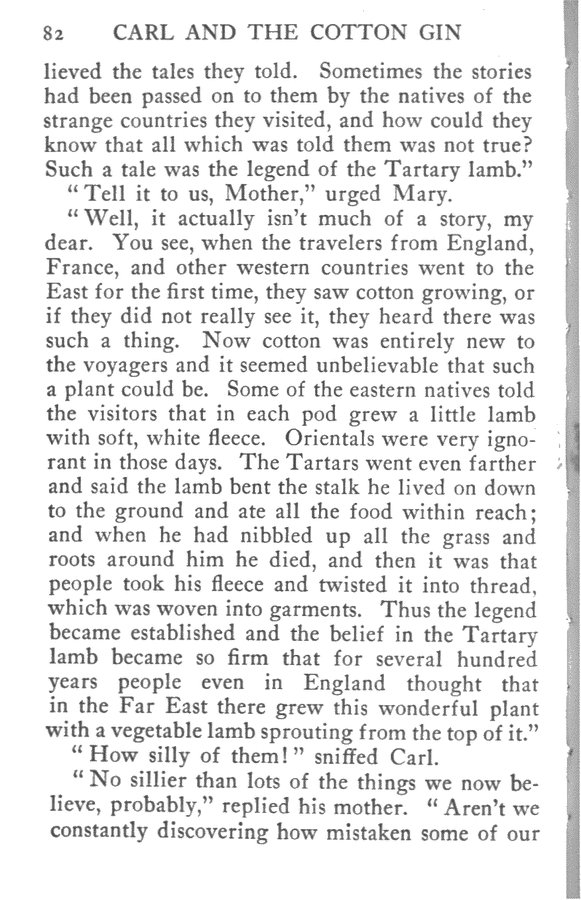 82 CARL AND THE COTTON GIN
lieved the tales they told. Sometimes the stories
had been passed on to them by the natives of the
strange countries they visited, and how could they
know that all which was told them was not true?
Such a tale was the legend of the Tartary lamb.”
“Tell it to us, Mother,” urged Mary.
“Well, it actually isn’t much of a story, my
dear. You see, when the travelers from England,
France, and other western countries went to the
East for the first time, they saw cotton growing, or
if they did not really see it, they heard there was
such a thing. Now cotton was entirely new to
the voyagers and it seemed unbelievable that such
a plant could be. Some of the eastern natives told
the visitors that in each pod grew a little lamb
with soft, white fleece. Orientals were very igno-
rant in those days. The Tartars went even farther
and said the lamb bent the stalk he lived on down
to the ground and ate all the food within reach;
and when he had nibbled up all the grass and
roots around him he died, and then it was that
people took his fleece and twisted it into thread,
which was woven into garments. Thus the legend
became established and the belief in the Tartary
lamb became so firm that for several hundred
years people even in England thought that
in the Far East there grew this wonderful plant
with a vegetable lamb sprouting from the top of it.”
“How silly of them!” sniffed Carl.
“No sillier than lots of the things we now be-
lieve, probably,” replied his mother. “Aren’t we
constantly discovering how mistaken some of our